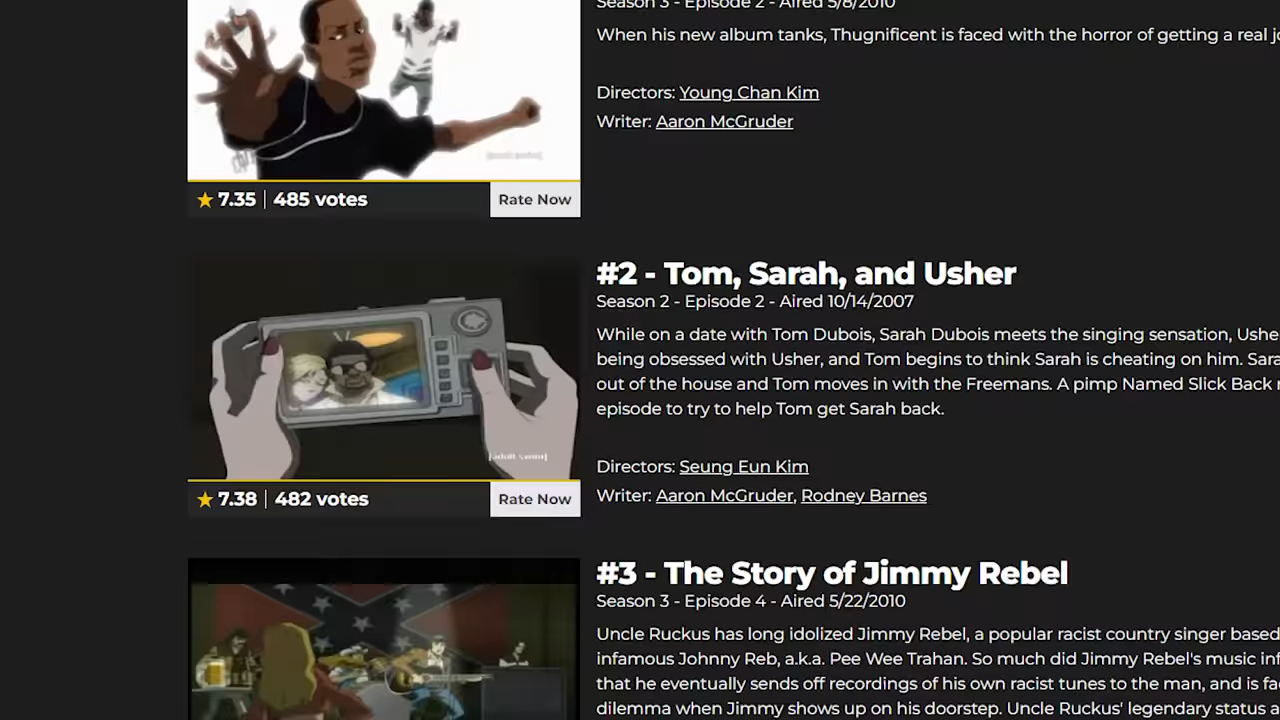 Season 3 - Episode 2 - Aired 5/8/2010
When his new album tanks, Thugnificent is faced with the horror of getting a real
Directors: Young Chan Kim
Writer: Aaron McGruder
[adult swim]
7.35 | 485 votes
Rate Now
#2 - Tom, Sarah, and Usher
Season 2 - Episode 2 - Aired 10/14/2007
While on a date with Tom Dubois, Sarah Dubois meets the singing sensation, Ushe
being obsessed with Usher, and Tom begins to think Sarah is cheating on him. Sara
out of the house and Tom moves in with the Freemans. A pimp Named Slick Back
episode to try to help Tom get Sarah back.
Directors: Seung Eun Kim
Writer: Aaron McGruder, Rodney Barnes
[adult swim]
7.38 | 482 votes
Rate Now
#3 - The Story of Jimmy Rebel
Season 3 - Episode 4 - Aired 5/22/2010
Uncle Ruckus has long idolized Jimmy Rebel, a popular racist country singer based
infamous Johnny Reb, a.k.a. Pee Wee Trahan. So much did Jimmy Rebel's music inf
that he eventually sends off recordings of his own racist tunes to the man, and is fa
dilemma when Jimmy shows up on his doorstep. Uncle Ruckus' legendary status a